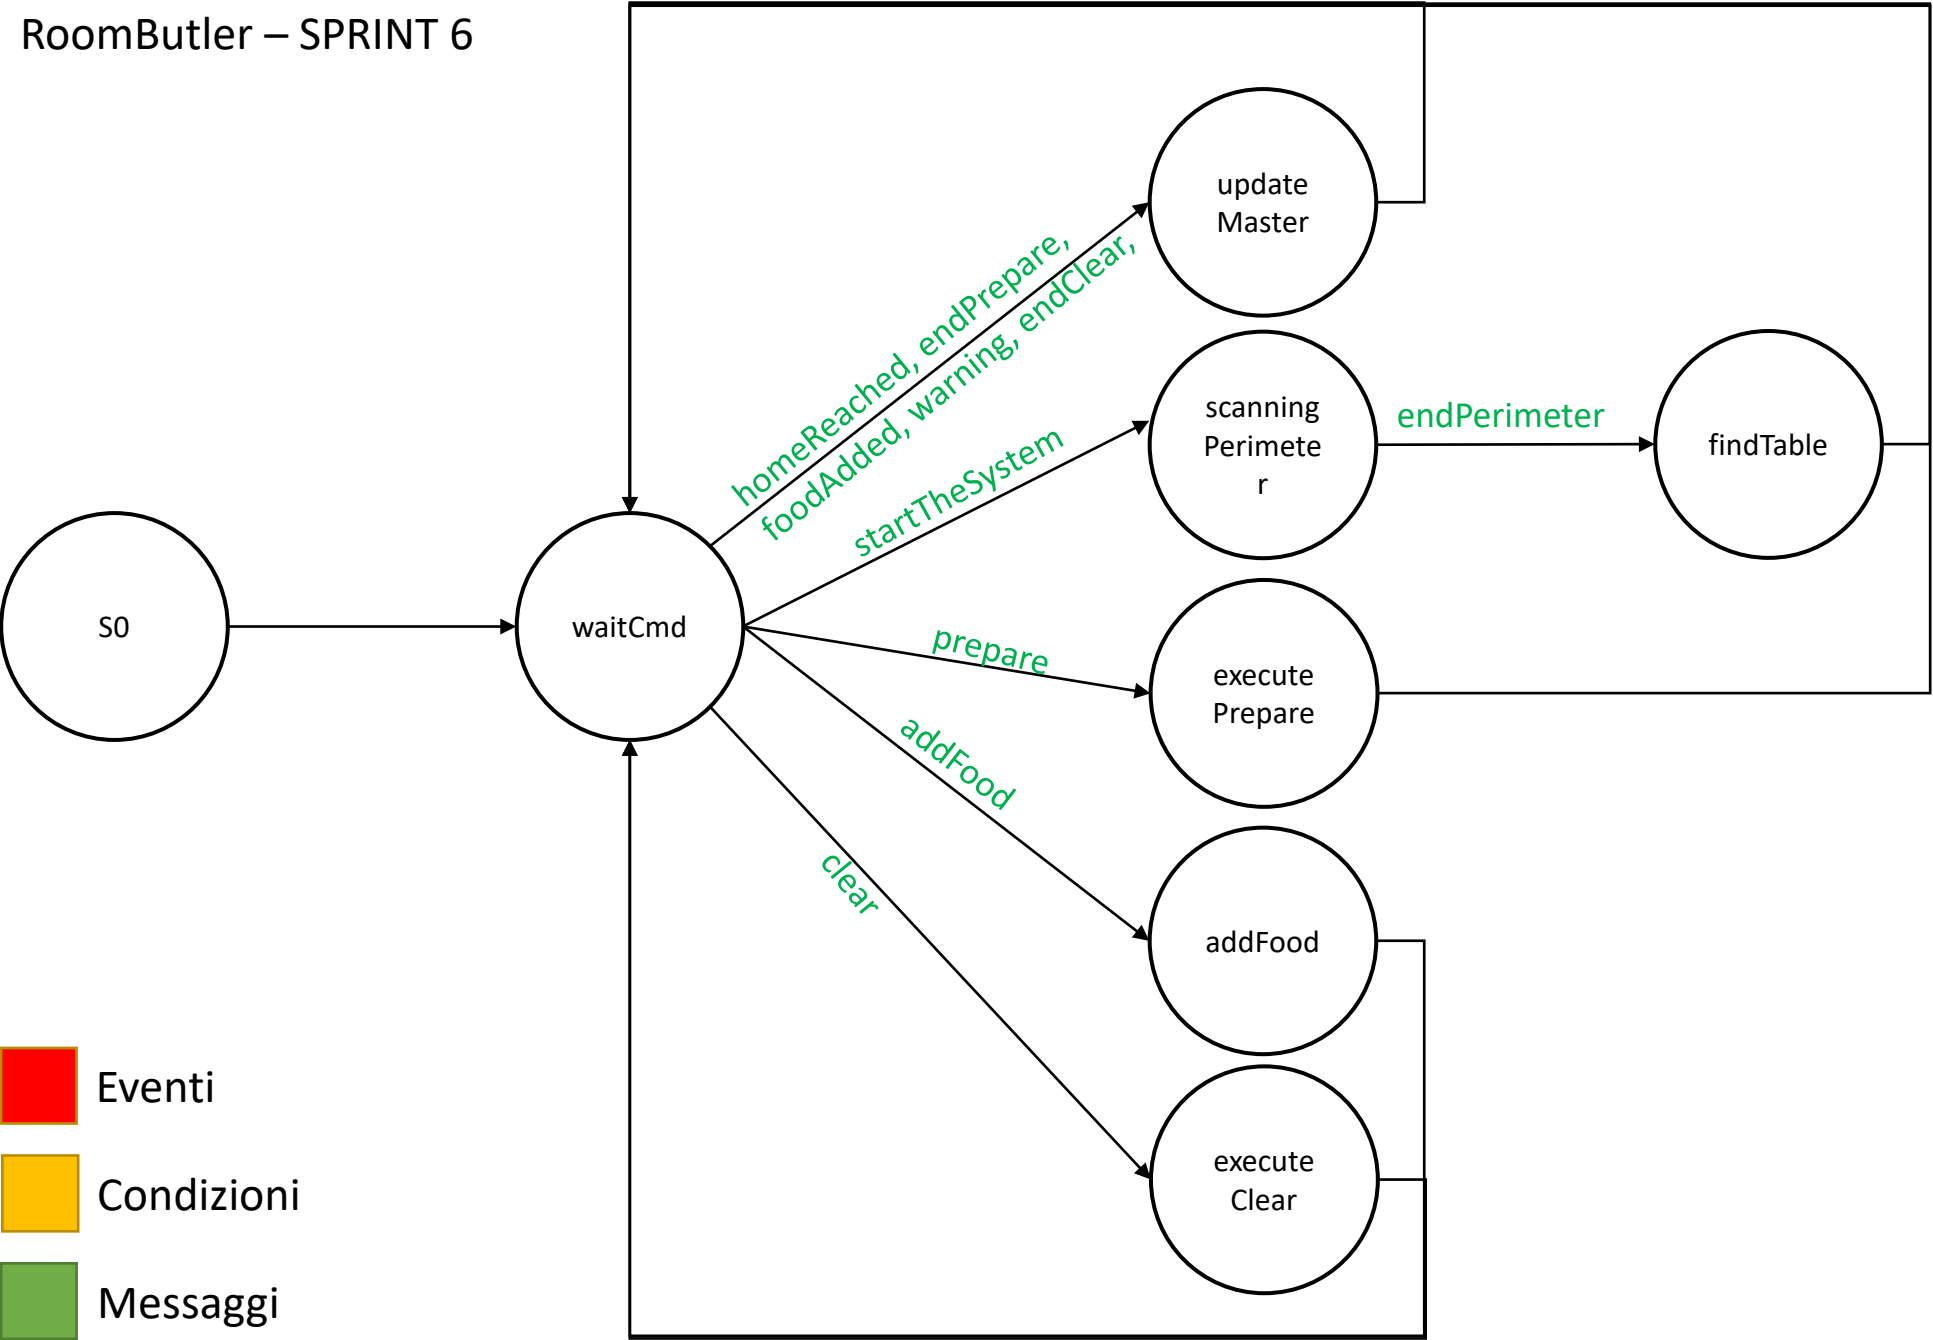 RoomButler – SPRINT 6
update
Master
homeReached, endPrepare,
foodAdded, warning, endClear,
scanning
Perimete
r
endPerimeter
findTable
startTheSystem
S0
waitCmd
prepare
execute
Prepare
addFood
addFood
clear
execute
Clear
Eventi
Condizioni
Messaggi